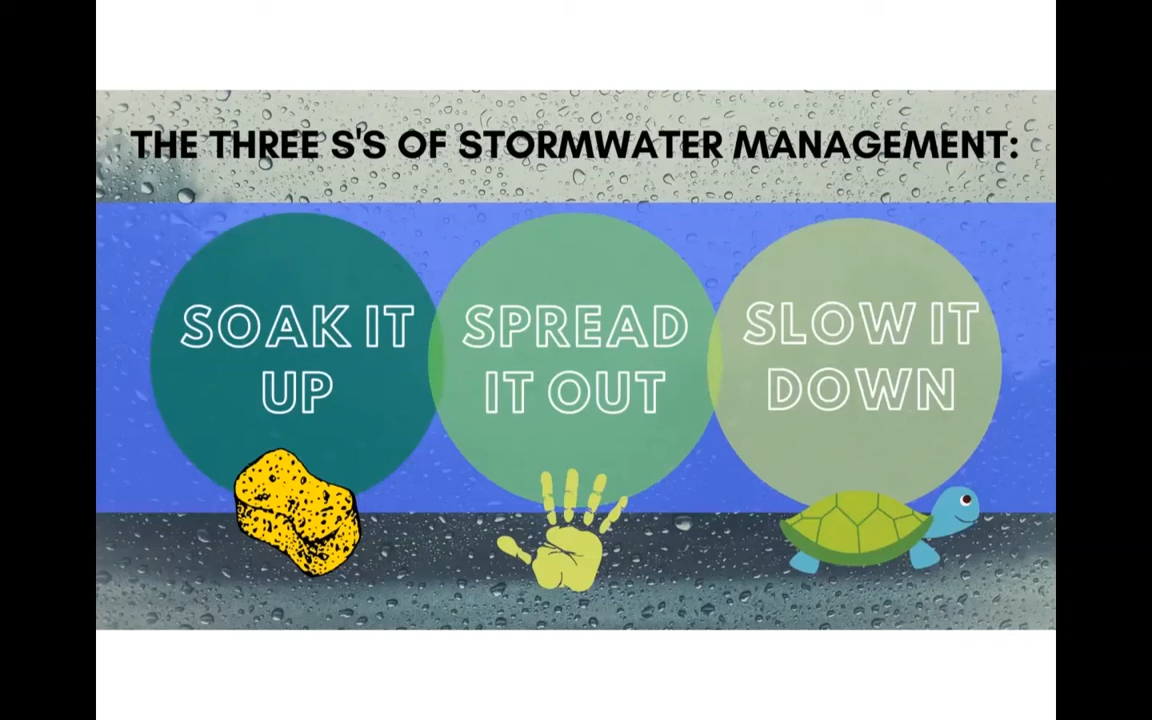 THE THREE S'S OF STORMWATER MANAGEMENT:
SOAK IT
UP
SPREAD
IT OUT
SLOW IT
DOWN